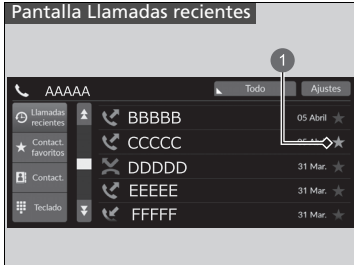 Pantalla Llamadas recientes
1
AAAAA
Todo
Ajustes
Llamadas
recientes
BBBBB
05 Abril
Contact.
favoritos
CCCCC
DDDDD
31 Mar.
Contact.
EEEEE
31 Mar.
Teclado
FFFFF
31 Mar.